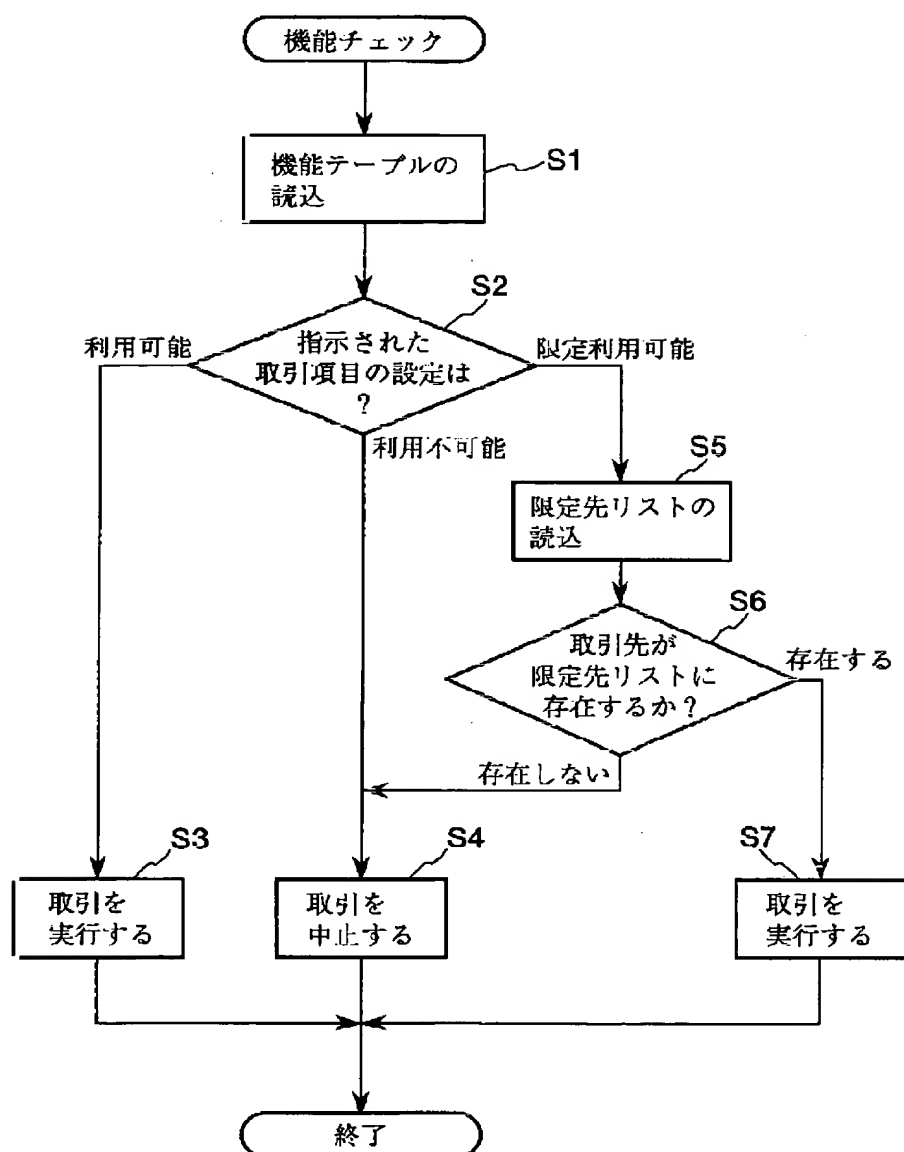 機能チェック
機能テーブルの
読込
S1
S2
指示された
取引項目の設定は
?
利用可能
限定利用可能
利用不可能
S5
限定先リストの
読込
S6
取引先が
限定先リストに
存在するか?
存在する
存在しない
S3
取引を
実行する
S4
取引を
中止する
S7
取引を
実行する
終了